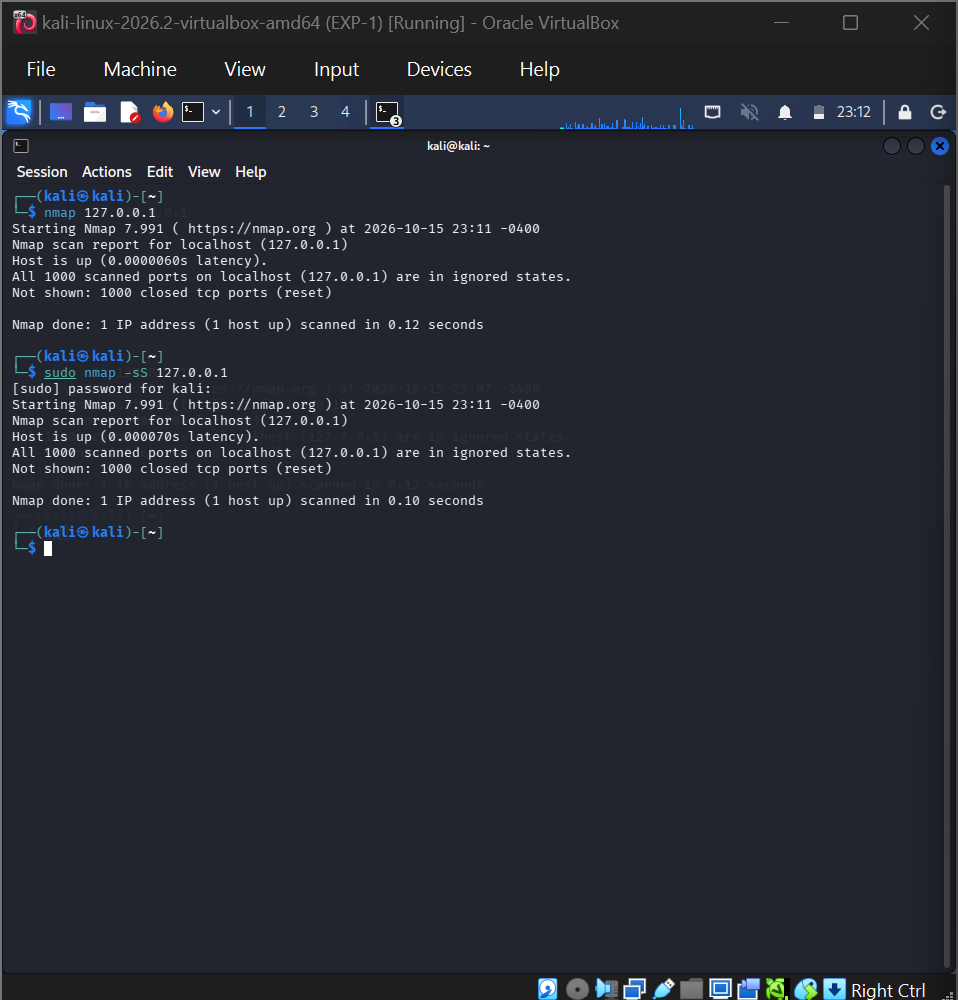 kali-linux-2026.2-virtualbox-amd64 (EXP-1) [Running] - Oracle VirtualBox
File Machine View Input Devices Help
1 2 3 4 3 23:12
kali@kali: ~
Session Actions Edit View Help
┌──(kali㉿kali)-[~]
└─$ nmap 127.0.0.1
Starting Nmap 7.991 ( https://nmap.org ) at 2026-10-15 23:11 -0400
Nmap scan report for localhost (127.0.0.1)
Host is up (0.0000060s latency).
All 1000 scanned ports on localhost (127.0.0.1) are in ignored states.
Not shown: 1000 closed tcp ports (reset)
Nmap done: 1 IP address (1 host up) scanned in 0.12 seconds
┌──(kali㉿kali)-[~]
└─$ sudo nmap -sS 127.0.0.1
[sudo] password for kali:
Starting Nmap 7.991 ( https://nmap.org ) at 2026-10-15 23:11 -0400
Nmap scan report for localhost (127.0.0.1)
Host is up (0.000070s latency).
All 1000 scanned ports on localhost (127.0.0.1) are in ignored states.
Not shown: 1000 closed tcp ports (reset)
Nmap done: 1 IP address (1 host up) scanned in 0.10 seconds
┌──(kali㉿kali)-[~]
└─$
Right Ctrl